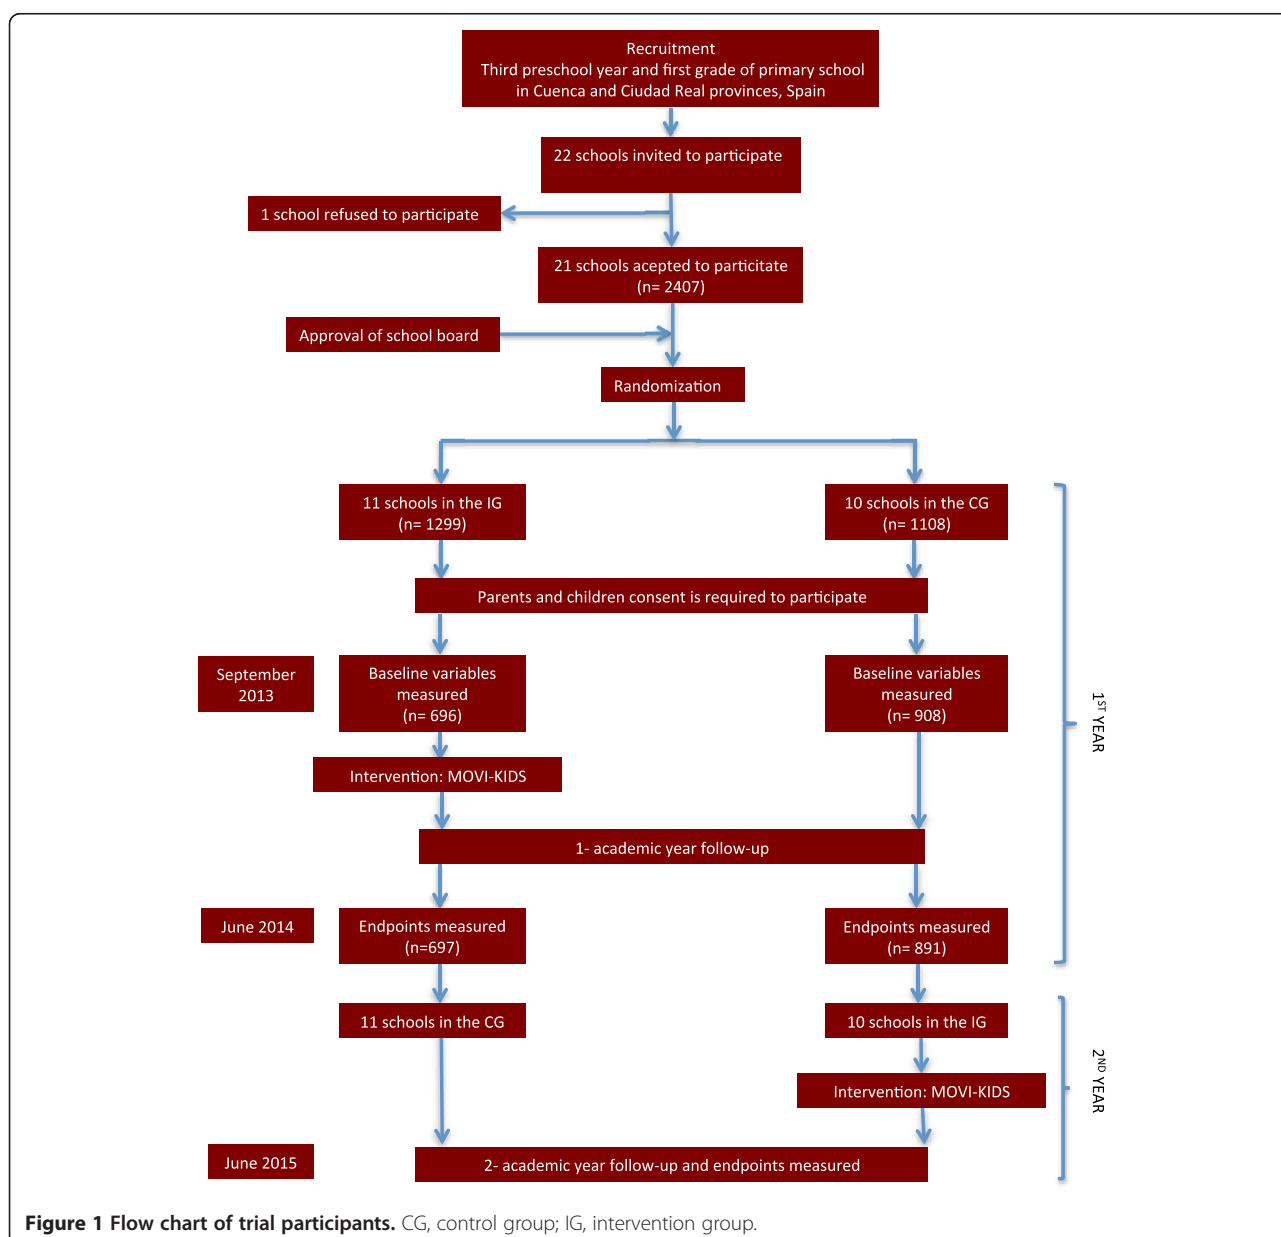 Recruitment
Third preschool year and first grade of primary school
in Cuenca and Ciudad Real provinces, Spain
22 schools invited to participate
1 school refused to participate
21 schools acepted to particitate
(n= 2407)
Approval of school board
Randomization
11 schools in the IG
(n= 1299)
10 schools in the CG
(n= 1108)
Parents and children consent is required to participate
September
2013
Baseline variables
measured
(n= 696)
Baseline variables
measured
(n= 908)
1ST YEAR
Intervention: MOVI-KIDS
1- academic year follow-up
June 2014
Endpoints measured
(n=697)
Endpoints measured
(n= 891)
11 schools in the CG
10 schools in the IG
2ND YEAR
Intervention: MOVI-KIDS
June 2015
2- academic year follow-up and endpoints measured
Figure 1 Flow chart of trial participants. CG, control group; IG, intervention group.